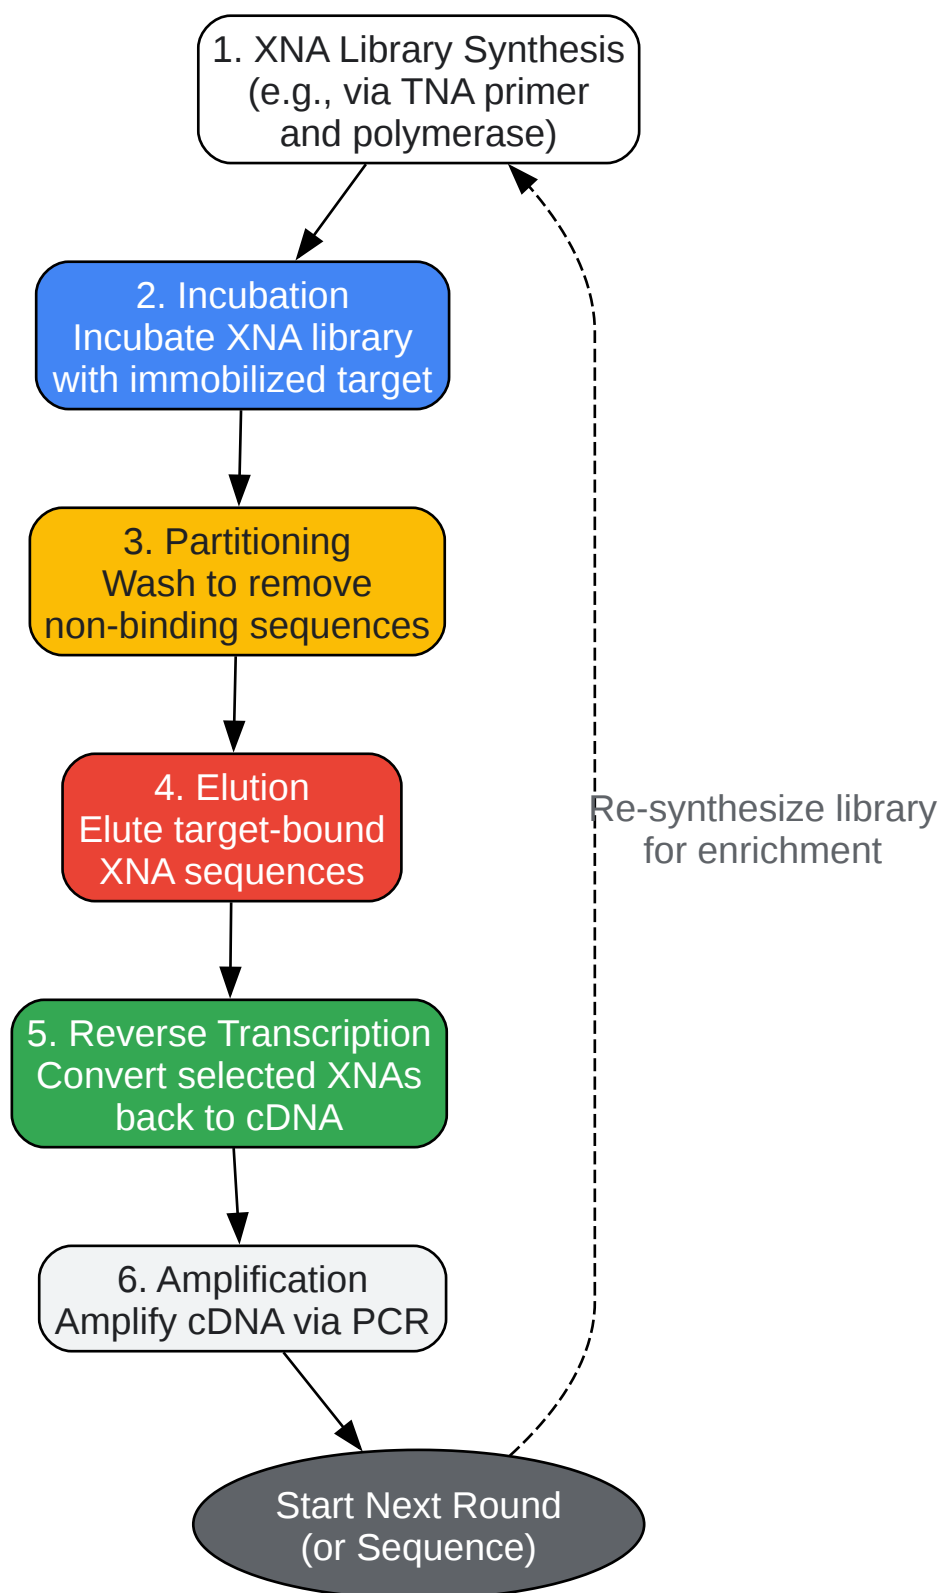 1. XNA Library Synthesis
(e.g., via TNA primer
and polymerase)
2. Incubation
Incubate XNA library
with immobilized target
3. Partitioning
Wash to remove
non-binding sequences
4. Elution
Elute target-bound
XNA sequences
Re-synthesize library
for enrichment
5. Reverse Transcription
Convert selected XNAs
back to cDNA
6. Amplification
Amplify cDNA via PCR
Start Next Round
(or Sequence)